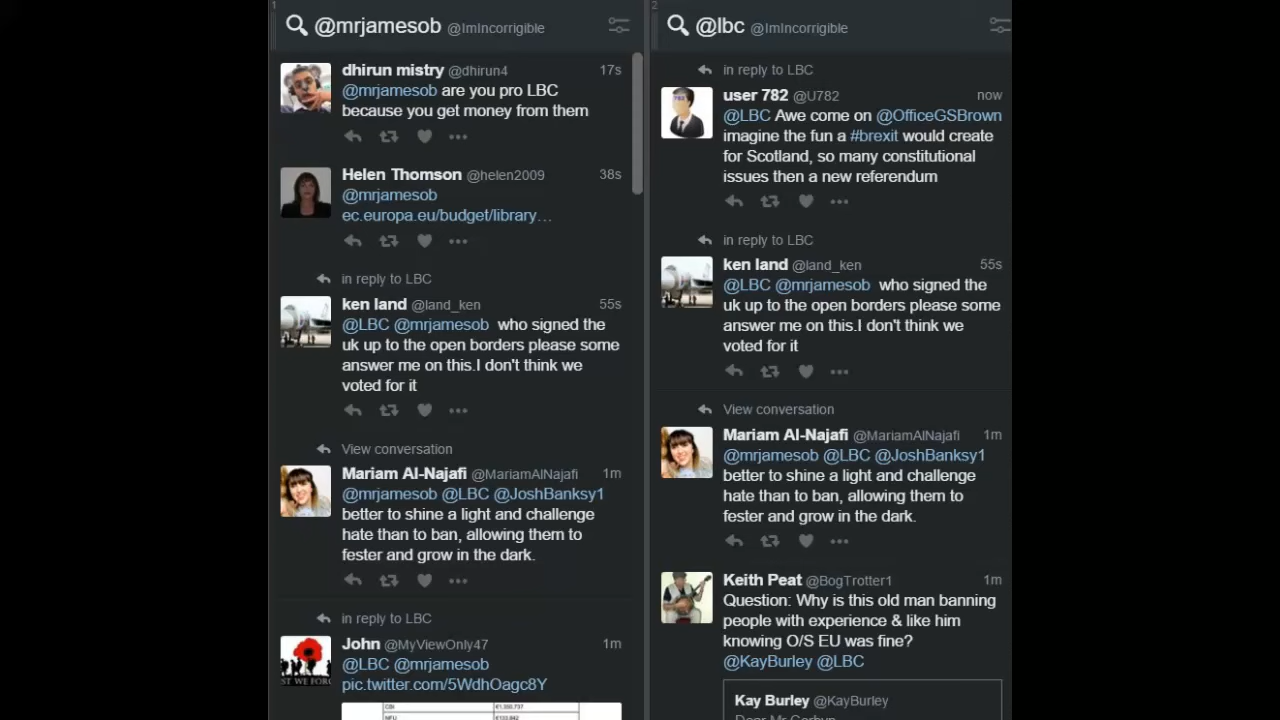 1
@mrjamesob @ImIncorrigible
dhirun mistry @dhirun4 17s
@mrjamesob are you pro LBC
because you get money from them
Helen Thomson @helen2009 38s
@mrjamesob
ec.europa.eu/budget/library…
in reply to LBC
ken land @land_ken 55s
@LBC @mrjamesob who signed the
uk up to the open borders please some
answer me on this.I don't think we
voted for it
View conversation
Mariam Al-Najafi @MariamAlNajafi 1m
@mrjamesob @LBC @JoshBanksy1
better to shine a light and challenge
hate than to ban, allowing them to
fester and grow in the dark.
in reply to LBC
John @MyViewOnly47 1m
@LBC @mrjamesob
pic.twitter.com/5WdhOagc8Y
2
@lbc @ImIncorrigible
in reply to LBC
user 782 @U782 now
@LBC Awe come on @OfficeGSBrown
imagine the fun a #brexit would create
for Scotland, so many constitutional
issues then a new referendum
in reply to LBC
ken land @land_ken 55s
@LBC @mrjamesob who signed the
uk up to the open borders please some
answer me on this.I don't think we
voted for it
View conversation
Mariam Al-Najafi @MariamAlNajafi 1m
@mrjamesob @LBC @JoshBanksy1
better to shine a light and challenge
hate than to ban, allowing them to
fester and grow in the dark.
Keith Peat @BogTrotter1 1m
Question: Why is this old man banning
people with experience & like him
knowing O/S EU was fine?
@KayBurley @LBC
Kay Burley @KayBurley